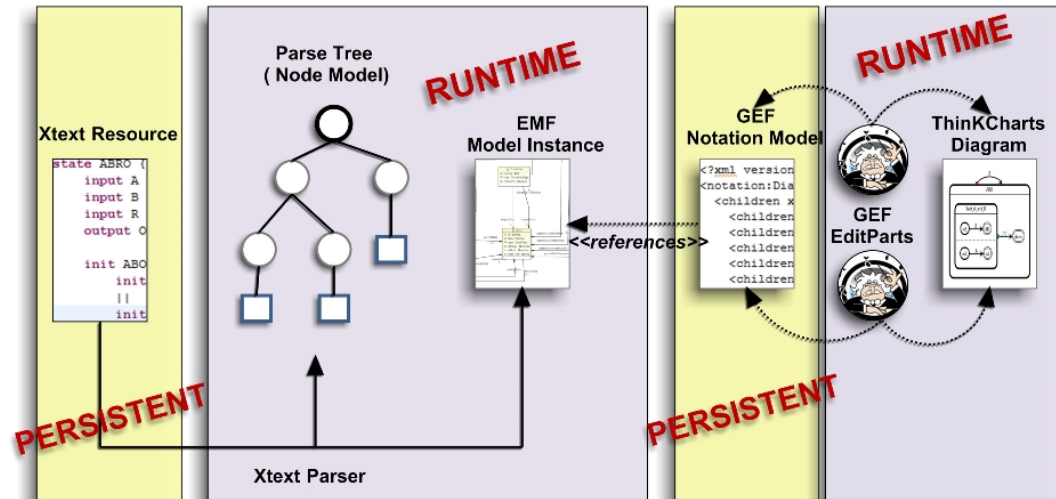 Parse Tree
( Node Model)
RUNTIME
RUNTIME
Xtext Resource
EMF
Model Instance
GEF
Notation Model
ThinKCharts
Diagram
state ABRO {
input A
input B
input R
output O
init ABO
init
||
init
<?xml version
<notation:Dia
<children x
<children
<children
<children
<children
<children
<<references>>
GEF
EditParts
PERSISTENT
PERSISTENT
Xtext Parser